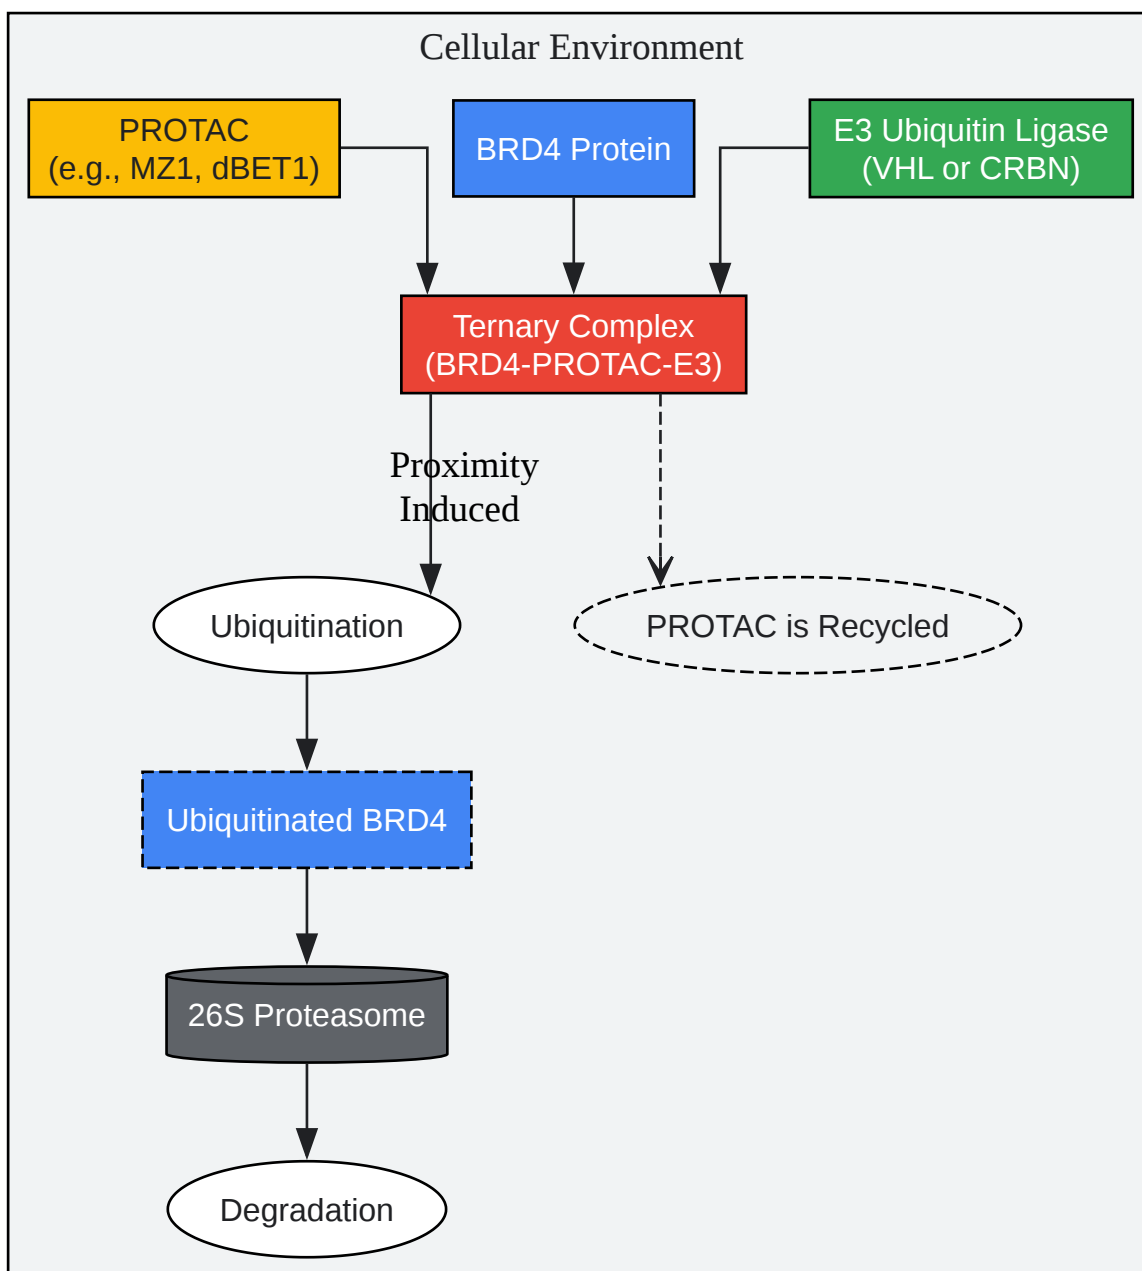 Cellular Environment
PROTAC
(e.g., MZ1, dBET1)
BRD4 Protein
E3 Ubiquitin Ligase
(VHL or CRBN)
Ternary Complex
(BRD4-PROTAC-E3)
Proximity
Induced
Ubiquitination
PROTAC is Recycled
Ubiquitinated BRD4
26S Proteasome
Degradation